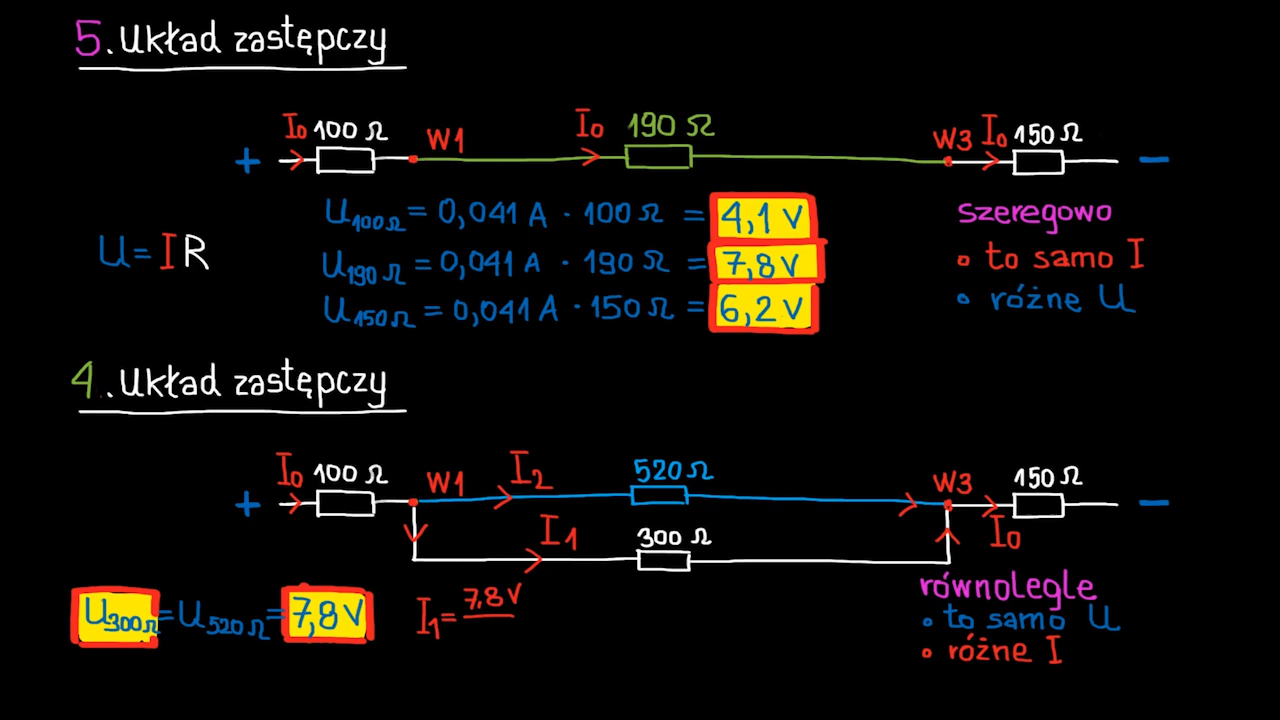 5. Układ zastępczy
+ I0 100 Ω W1 I0 190 Ω W3 I0 150 Ω −
U = I R
U100Ω = 0,041 A · 100 Ω = 4,1 V
U190Ω = 0,041 A · 190 Ω = 7,8 V
U150Ω = 0,041 A · 150 Ω = 6,2 V
szeregowo
• to samo I
• różne U
4. Układ zastępczy
+ I0 100 Ω W1 I2 520 Ω W3 150 Ω −
I1 300 Ω I0
U300Ω = U520Ω = 7,8 V
I1 = 7,8 V
równolegle
• to samo U
• różne I